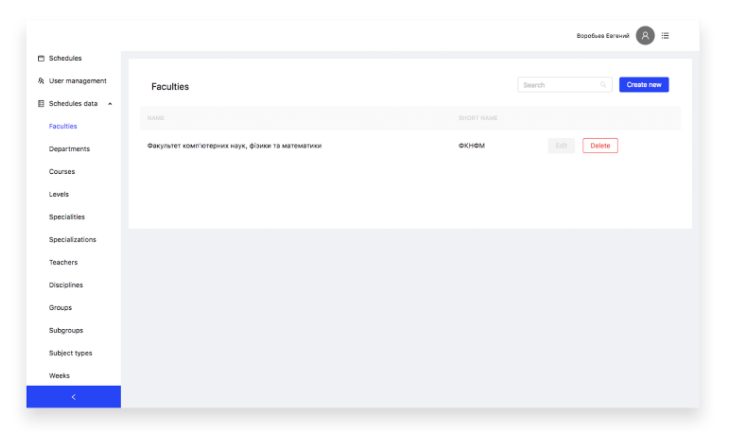 Воробьев Евгений
Schedules
User management
Schedules data
Faculties
Departments
Courses
Levels
Specialities
Specializations
Teachers
Disciplines
Groups
Subgroups
Subject types
Weeks
Faculties
Search
Create new
NAME
SHORT NAME
Факультет комп'ютерних наук, фізики та математики
ФКНФМ
Edit
Delete